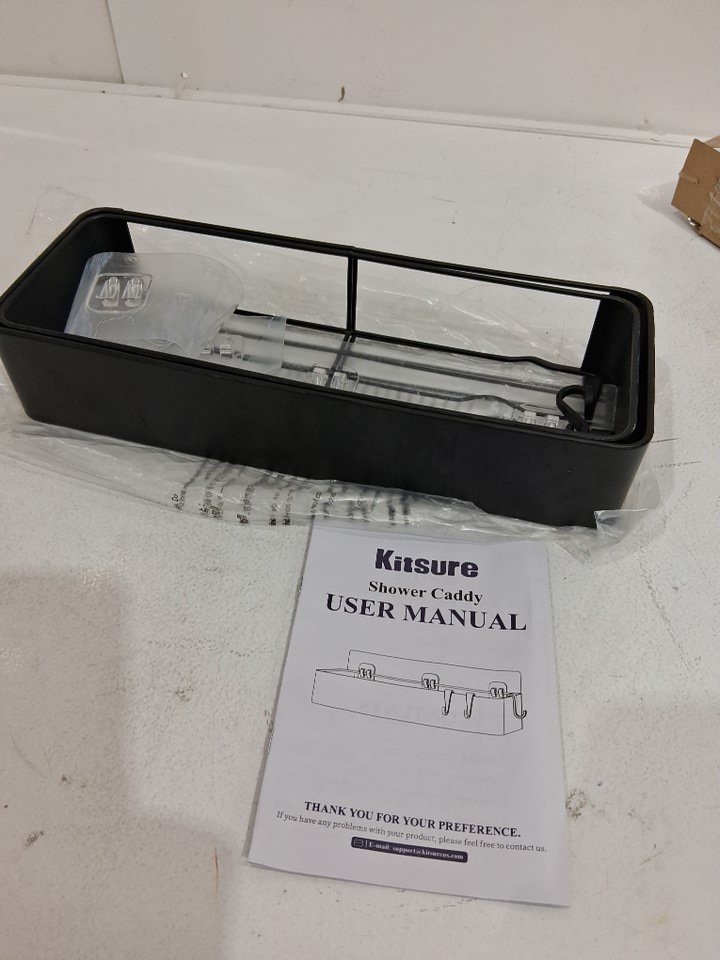 Kitsure
Shower Caddy
USER MANUAL
THANK YOU FOR YOUR PREFERENCE.
If you have any problems with your product, please feel free to contact us.
E-mail: support@kitsureus.com